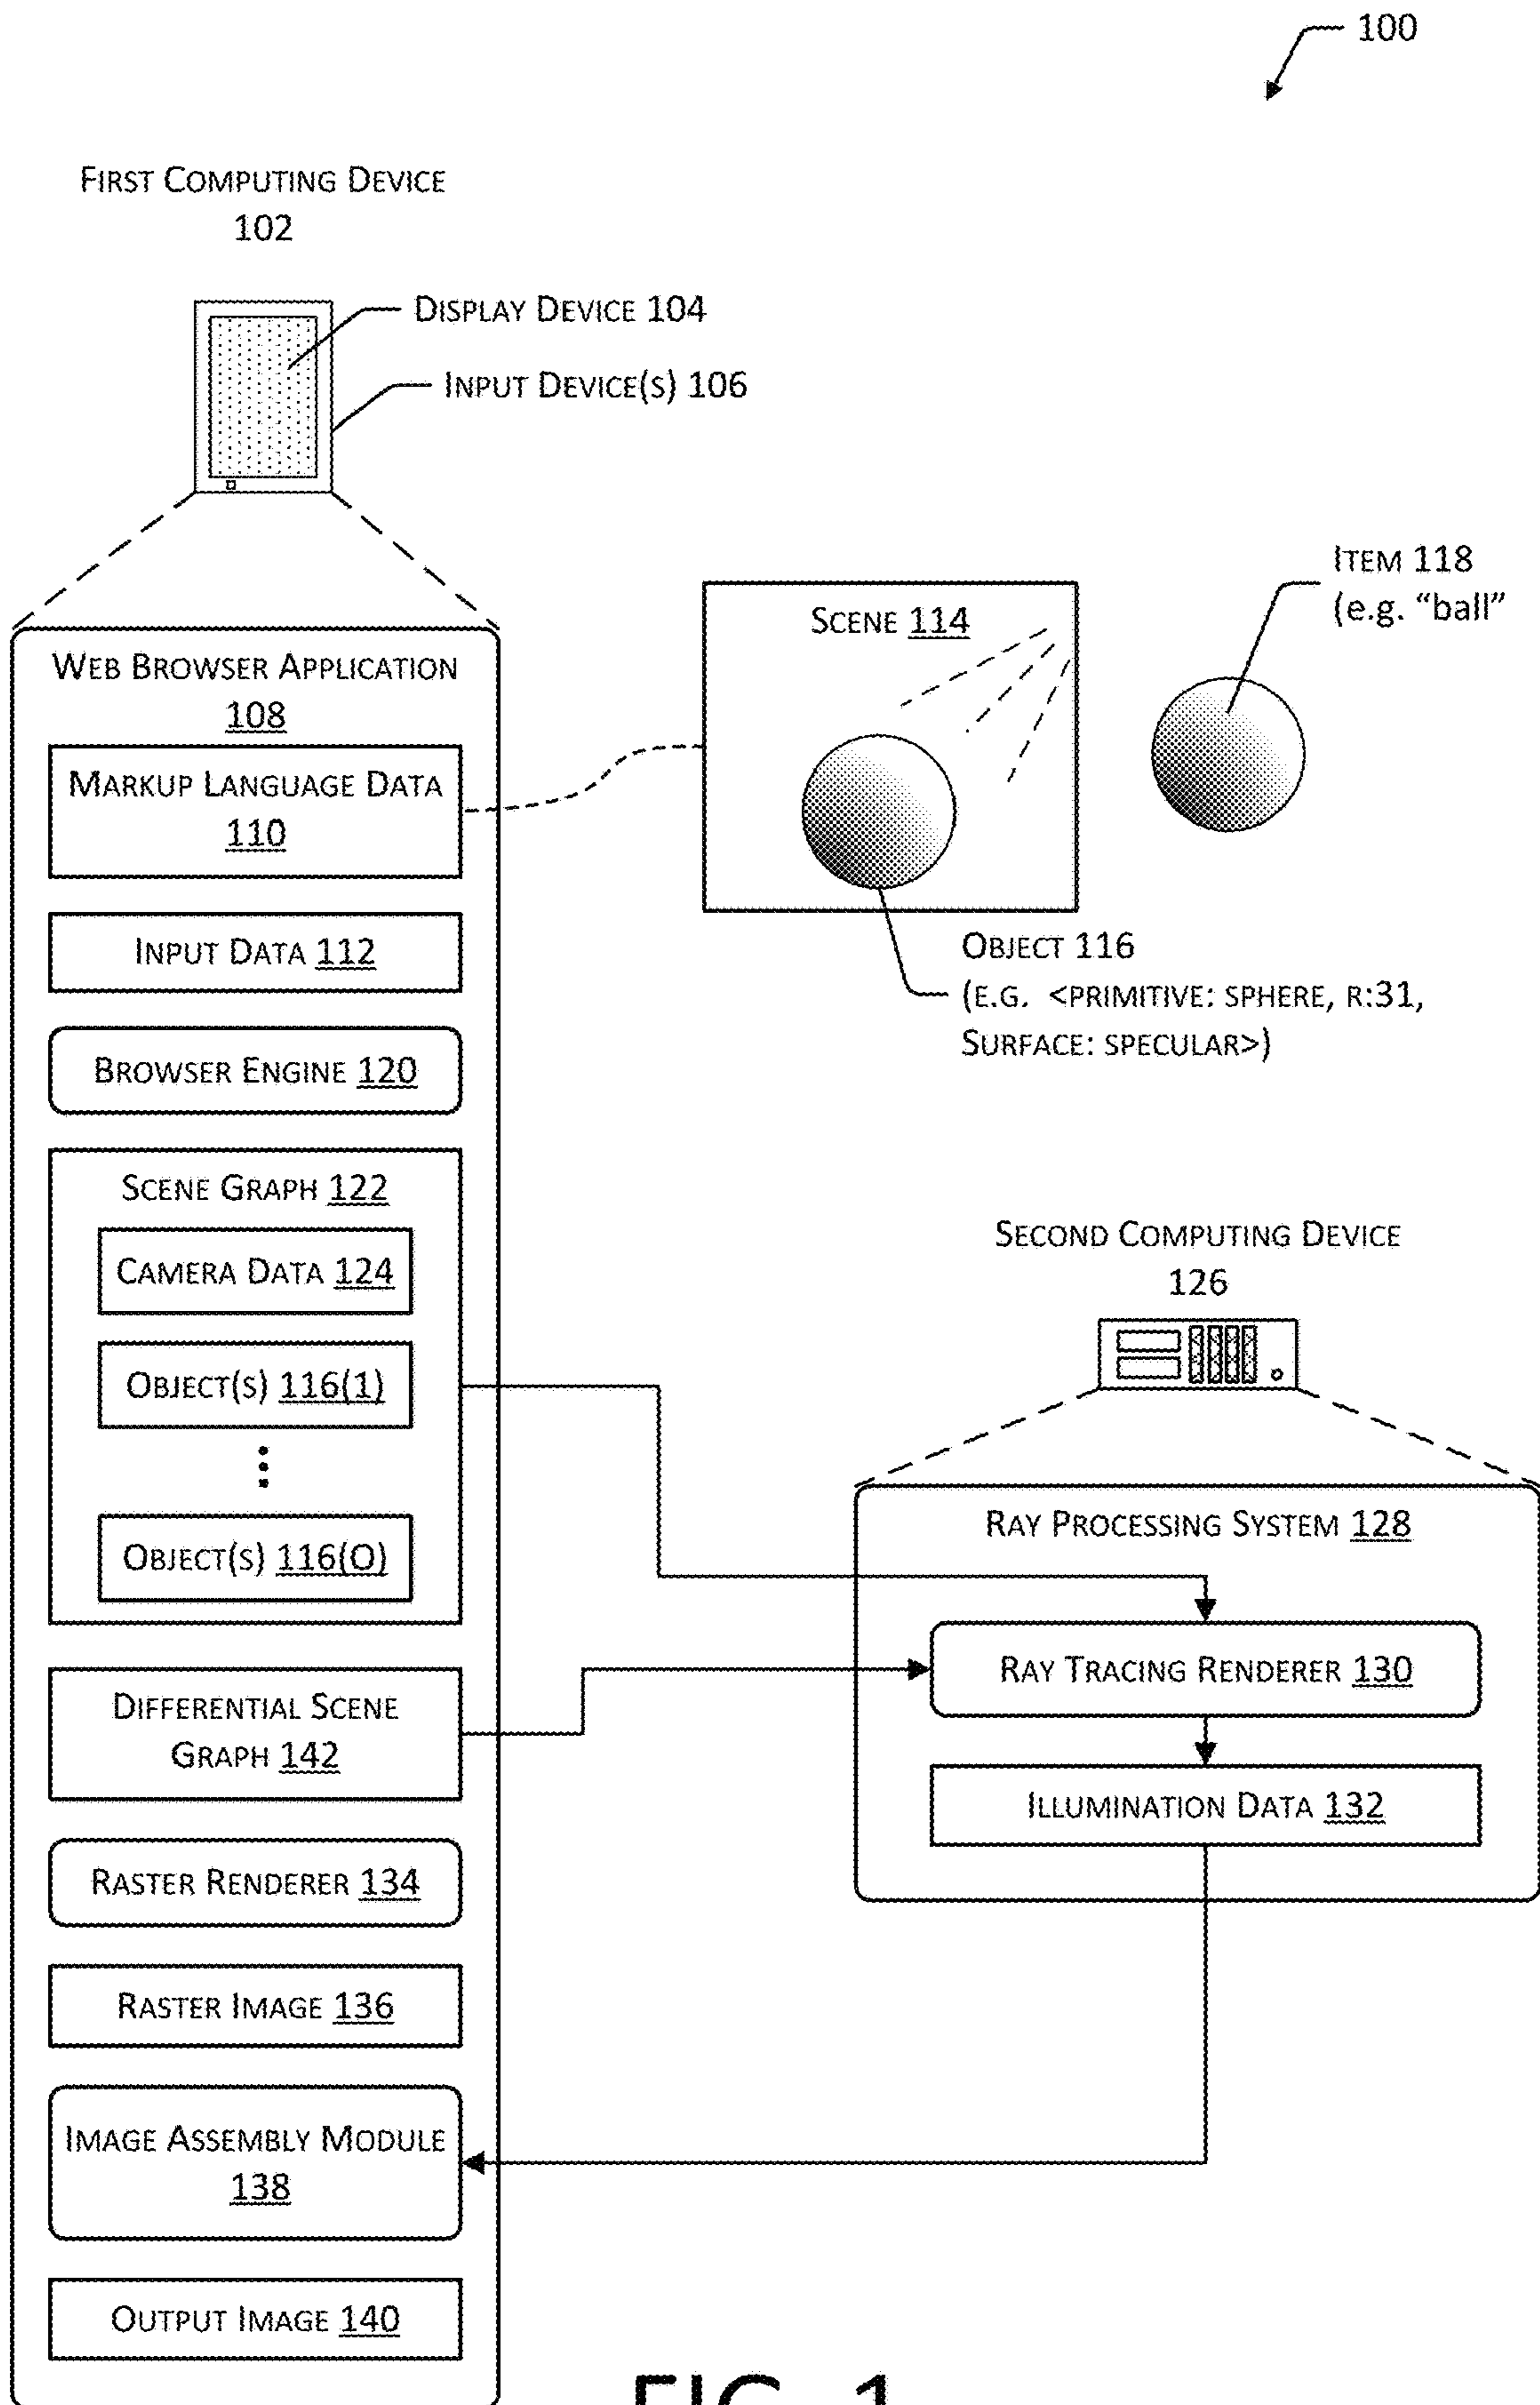 100
FIRST COMPUTING DEVICE
102
DISPLAY DEVICE 104
INPUT DEVICE(S) 106
ITEM 118
(e.g. “ball”
SCENE 114
WEB BROWSER APPLICATION
108
MARKUP LANGUAGE DATA
110
INPUT DATA 112
OBJECT 116
(E.G. <PRIMITIVE: SPHERE, R:31,
SURFACE: SPECULAR>)
BROWSER ENGINE 120
SCENE GRAPH 122
CAMERA DATA 124
OBJECT(S) 116(1)
OBJECT(S) 116(O)
SECOND COMPUTING DEVICE
126
RAY PROCESSING SYSTEM 128
RAY TRACING RENDERER 130
ILLUMINATION DATA 132
DIFFERENTIAL SCENE
GRAPH 142
RASTER RENDERER 134
RASTER IMAGE 136
IMAGE ASSEMBLY MODULE
138
OUTPUT IMAGE 140
FIG. 1